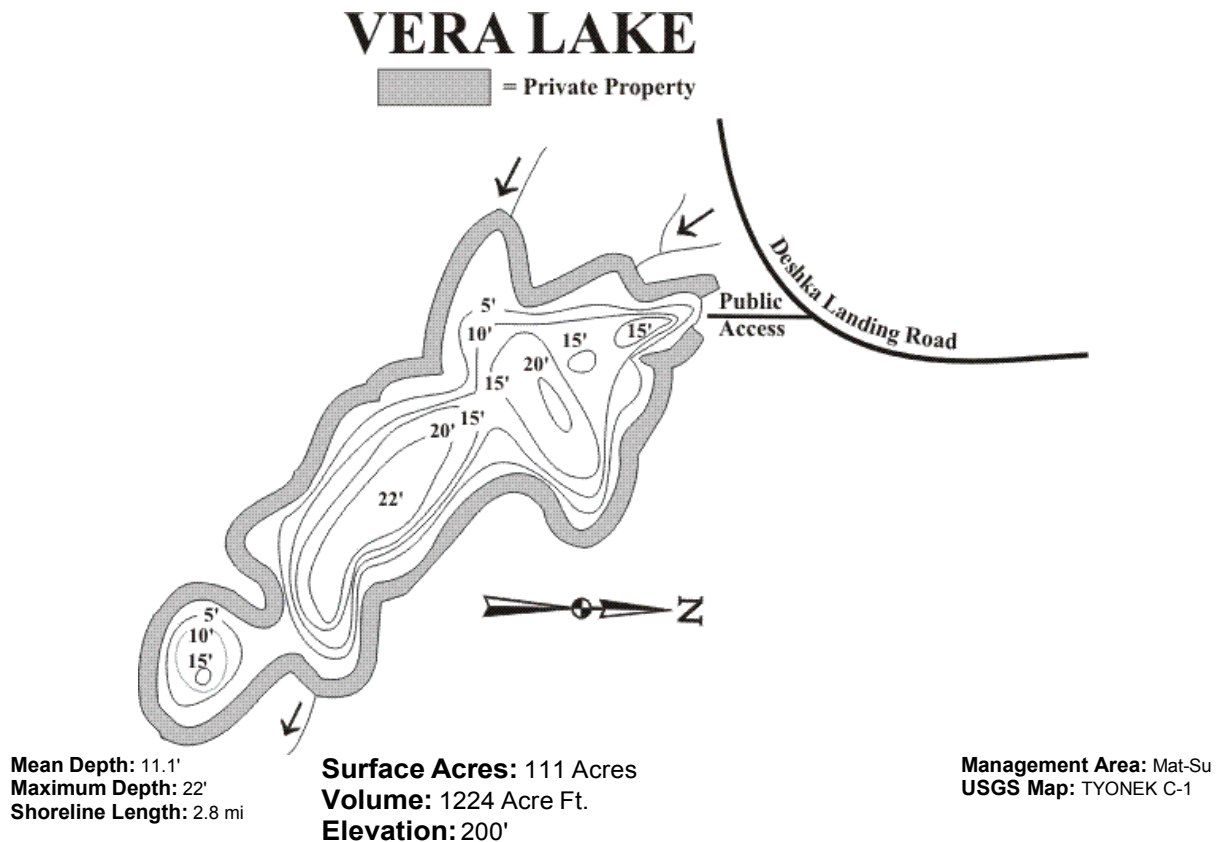 VERA LAKE
= Private Property
Deshka Landing Road
Public
Access
5'
10'
15'
15'
20'
15'
15'
20'
22'
5'
10'
15'
N
Mean Depth: 11.1'
Maximum Depth: 22'
Shoreline Length: 2.8 mi
Surface Acres: 111 Acres
Volume: 1224 Acre Ft.
Elevation: 200'
Management Area: Mat-Su
USGS Map: TYONEK C-1